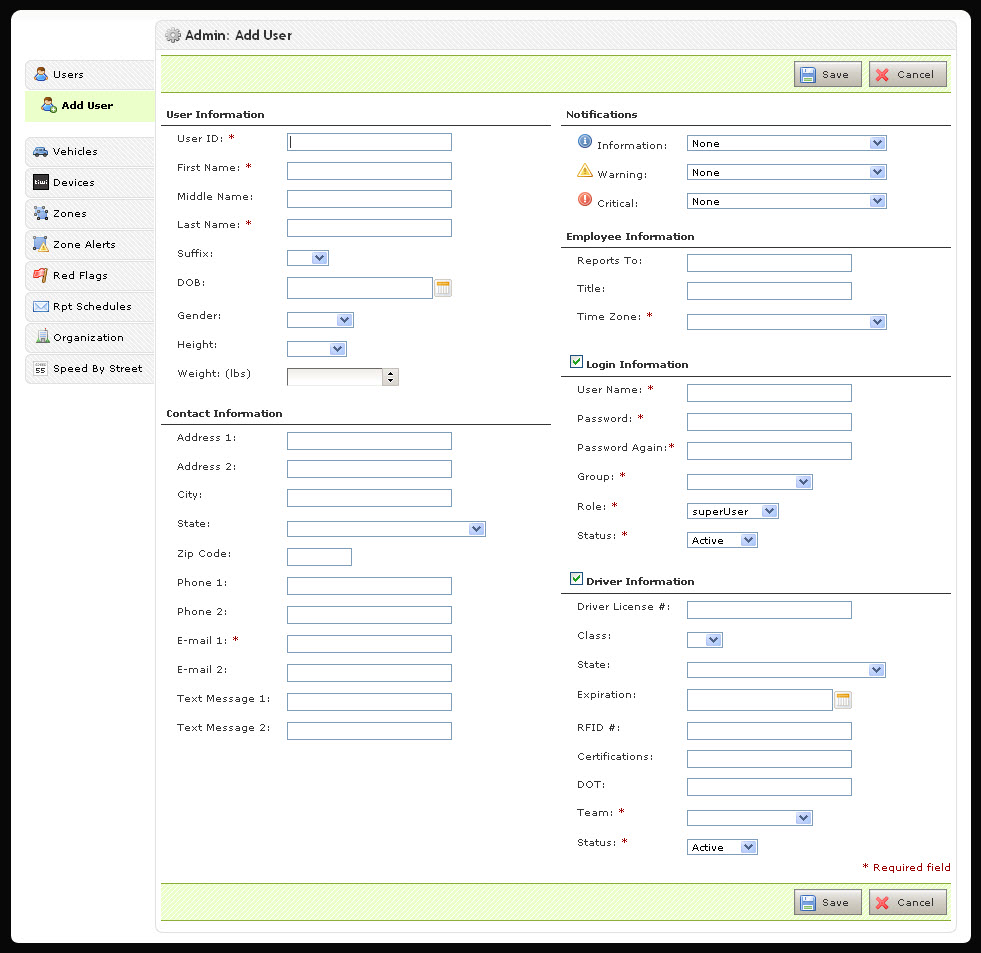 Admin: Add User
Users
Add User
Vehicles
tiwi Devices
Zones
Zone Alerts
Red Flags
Rpt Schedules
Organization
55 Speed By Street
Save Cancel
User Information
User ID: *
First Name: *
Middle Name:
Last Name: *
Suffix:
DOB:
Gender:
Height:
Weight: (lbs)
Contact Information
Address 1:
Address 2:
City:
State:
Zip Code:
Phone 1:
Phone 2:
E-mail 1: *
E-mail 2:
Text Message 1:
Text Message 2:
Notifications
Information: None
Warning: None
Critical: None
Employee Information
Reports To:
Title:
Time Zone: *
Login Information
User Name: *
Password: *
Password Again:*
Group: *
Role: * superUser
Status: * Active
Driver Information
Driver License #:
Class:
State:
Expiration:
RFID #:
Certifications:
DOT:
Team: *
Status: * Active
* Required field
Save Cancel